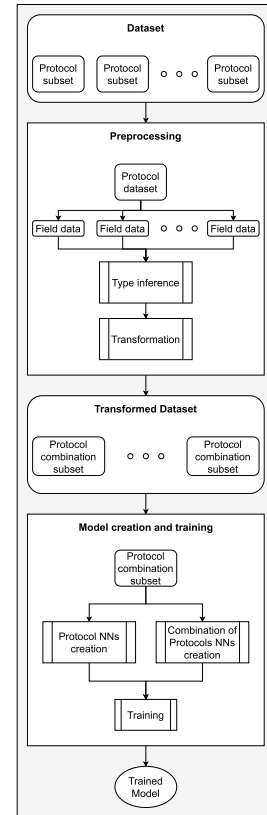 Dataset
Protocol
subset
Protocol
subset
Protocol
subset
Preprocessing
Protocol
dataset
Field data
Field data
Field data
Type inference
Transformation
Transformed Dataset
Protocol
combination
subset
Protocol
combination
subset
Model creation and training
Protocol
combination
subset
Protocol NNs
creation
Combination of
Protocols NNs
creation
Training
Trained
Model